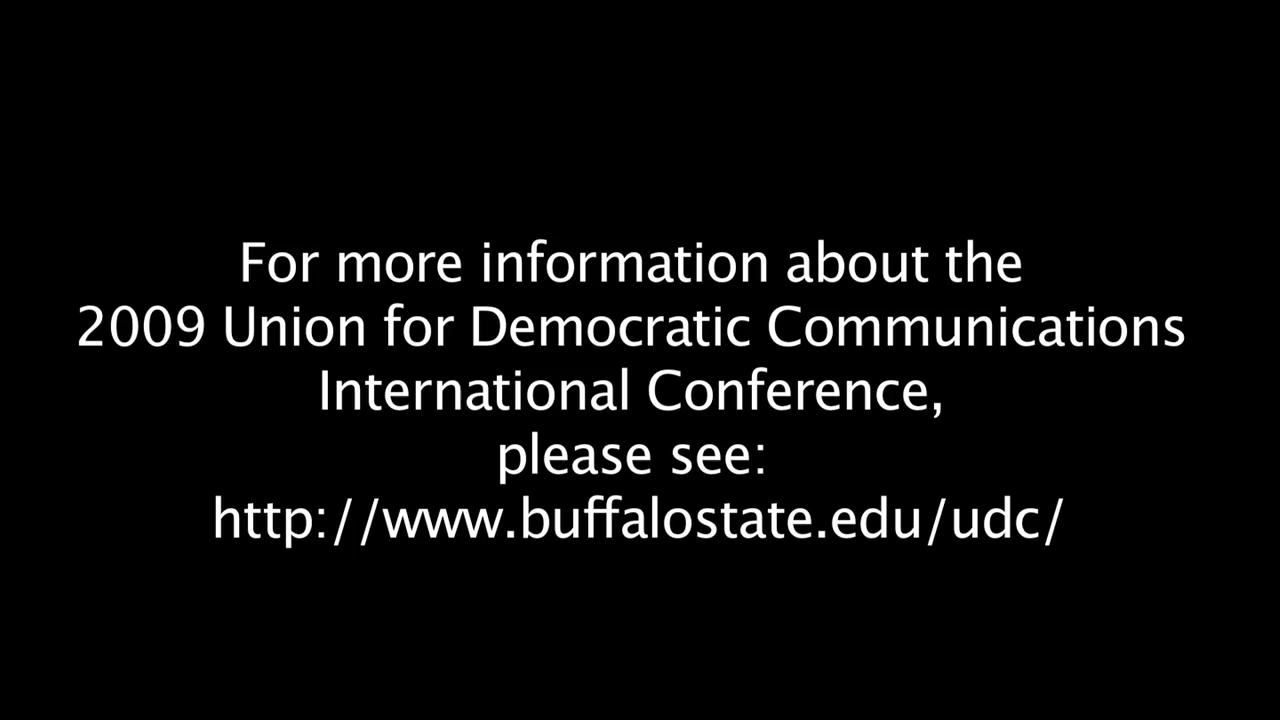 For more information about the
2009 Union for Democratic Communications
International Conference,
please see:
http://www.buffalostate.edu/udc/